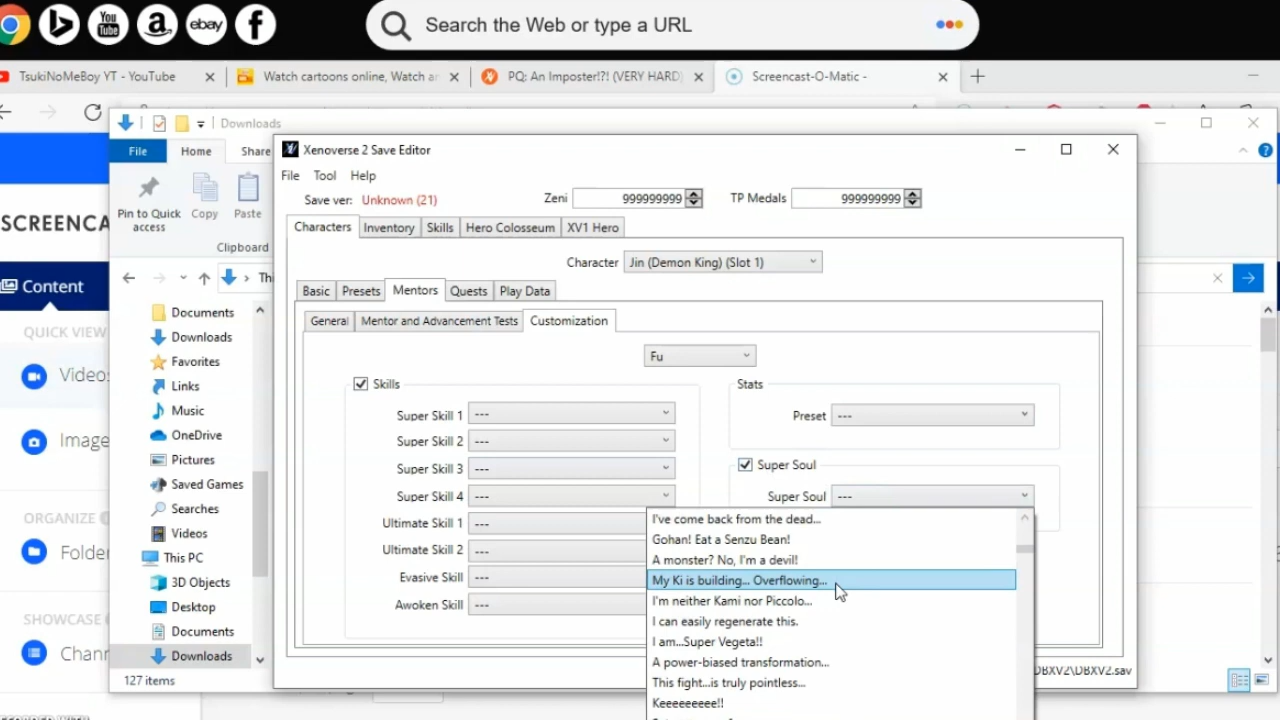 You Tube
a
ebay
f
Search the Web or type a URL
TsukiNoMeBoy YT - YouTube
Watch cartoons online, Watch an
PQ: An Imposter!?! (VERY HARD)
Screencast-O-Matic -
Downloads
File Home Share
Pin to Quick access
Copy
Paste
Clipboard
SCREENCA
Content
QUICK VIEW
Videos
Image
ORGANIZE
Folder
SHOWCASE
Chann
Thi
Documents
Downloads
Favorites
Links
Music
OneDrive
Pictures
Saved Games
Searches
Videos
This PC
3D Objects
Desktop
Documents
Downloads
127 items
Xenoverse 2 Save Editor
File Tool Help
Save ver: Unknown (21)
Zeni 999999999
TP Medals 999999999
Characters Inventory Skills Hero Colosseum XV1 Hero
Character Jin (Demon King) (Slot 1)
Basic Presets Mentors Quests Play Data
General Mentor and Advancement Tests Customization
Fu
Skills
Super Skill 1 ---
Super Skill 2 ---
Super Skill 3 ---
Super Skill 4 ---
Ultimate Skill 1 ---
Ultimate Skill 2 ---
Evasive Skill ---
Awoken Skill ---
Stats
Preset ---
Super Soul
Super Soul ---
I've come back from the dead...
Gohan! Eat a Senzu Bean!
A monster? No, I'm a devil!
My Ki is building... Overflowing...
I'm neither Kami nor Piccolo...
I can easily regenerate this.
I am...Super Vegeta!!
A power-biased transformation...
This fight...is truly pointless...
Keeeeeeeee!!
DBXV2\DBXV2.sav